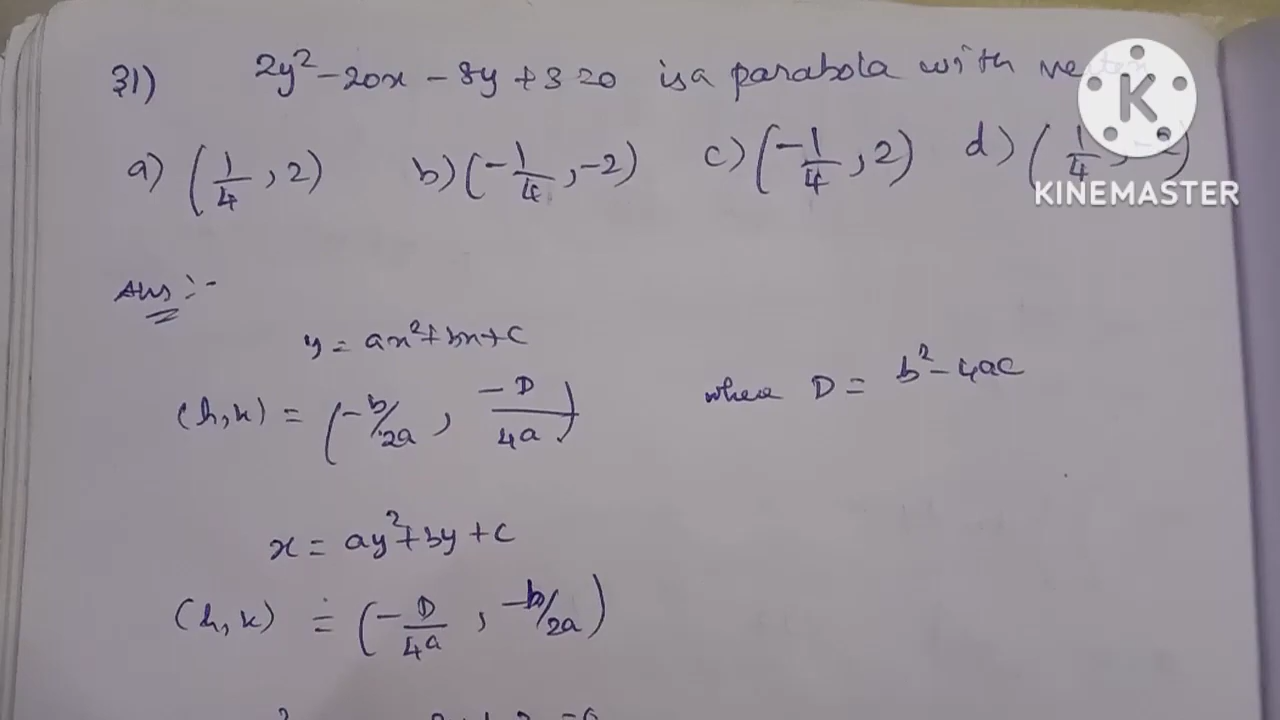 31) 2y² - 20x - 8y + 3 = 0 is a parabola with
a) (1/4, 2) b) (-1/4, -2) c) (-1/4, 2) d) (1/4, -2)
KINEMASTER
Ans :-
y = ax² + bx + c
(h, k) = (-b/2a, -D/4a) where D = b² - 4ac
x = ay² + by + c
(h, k) = (-D/4a, -b/2a)